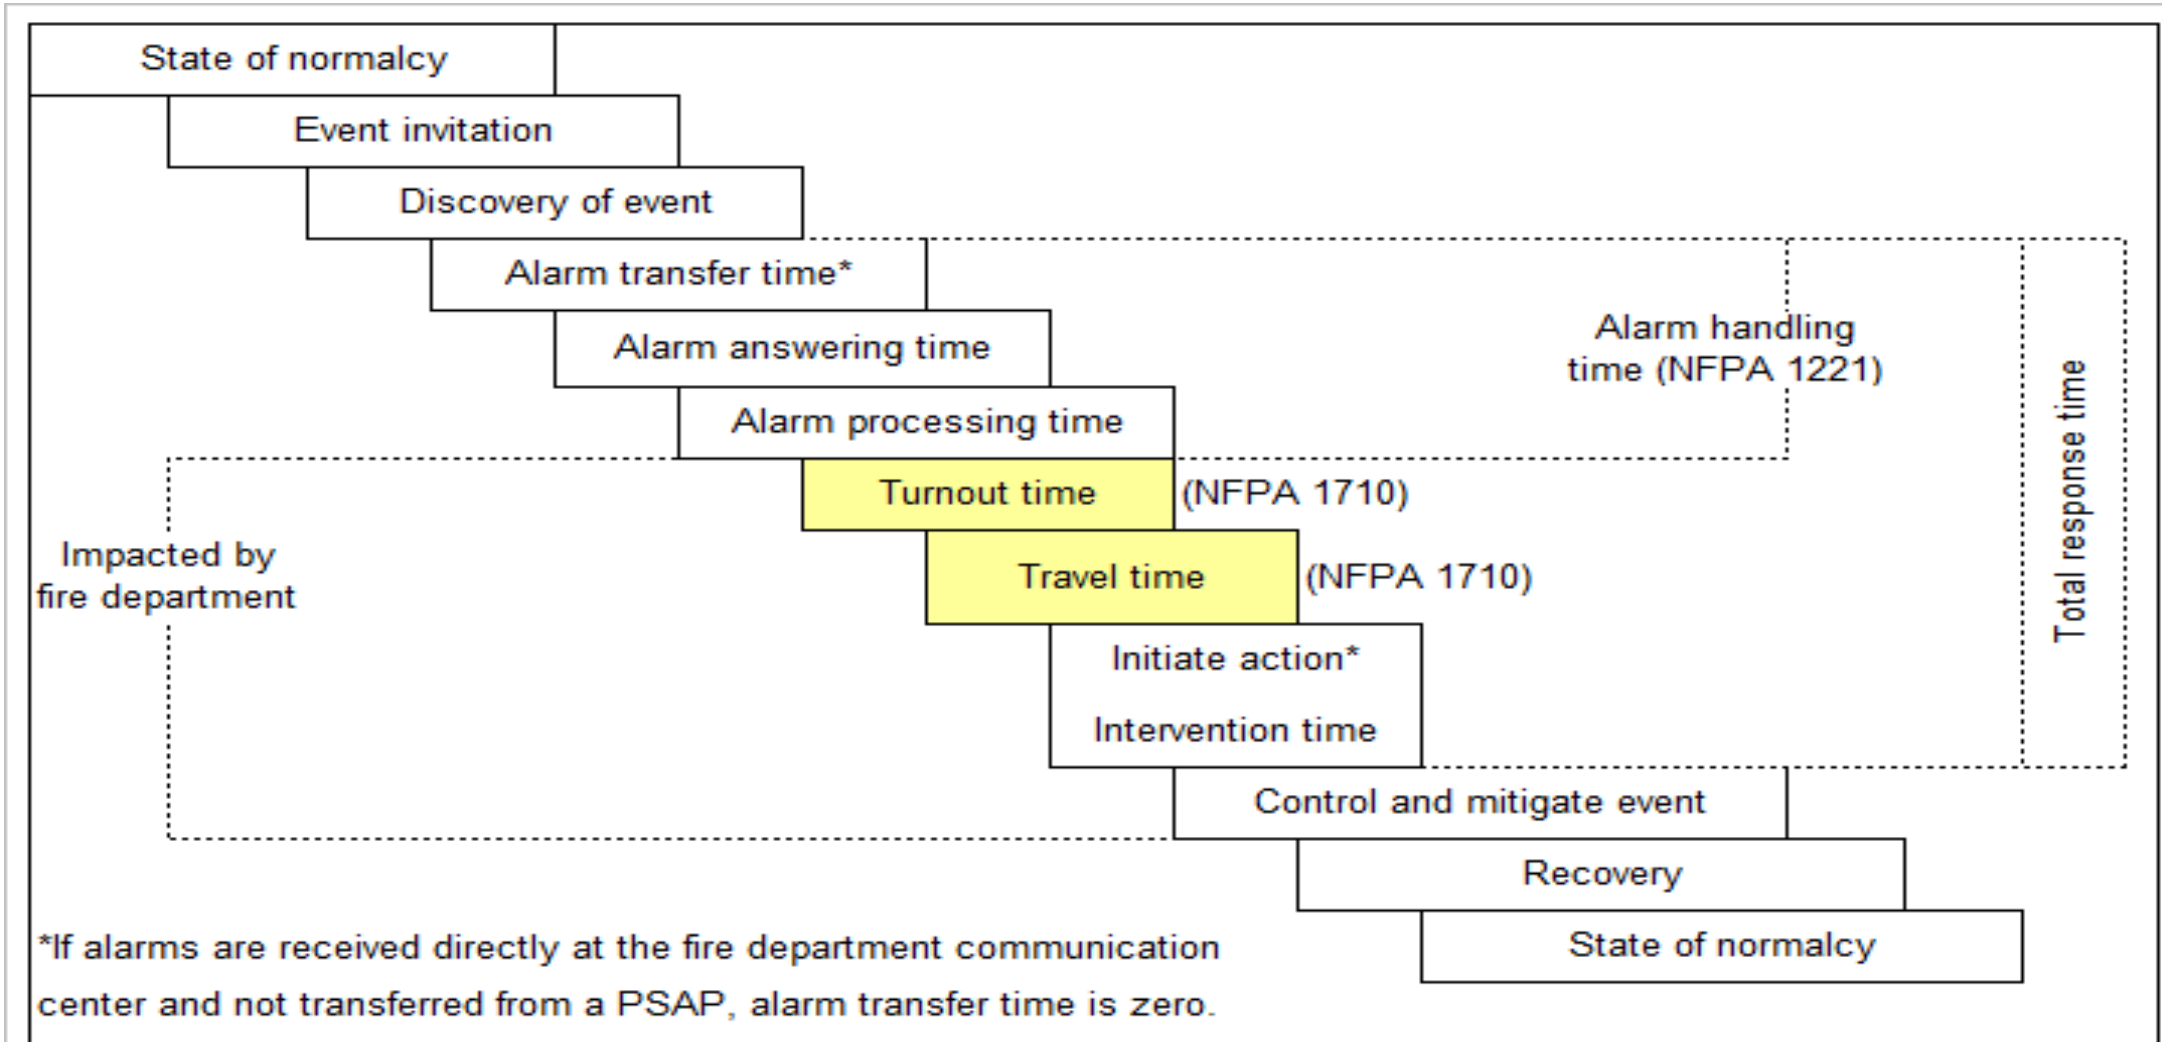 State of normalcy
Event invitation
Discovery of event
Alarm transfer time*
Alarm answering time
Alarm handling
time (NFPA 1221)
Alarm processing time
Turnout time (NFPA 1710)
Travel time (NFPA 1710)
Impacted by
fire department
Total response time
Initiate action*
Intervention time
Control and mitigate event
Recovery
State of normalcy
*If alarms are received directly at the fire department communication
center and not transferred from a PSAP, alarm transfer time is zero.